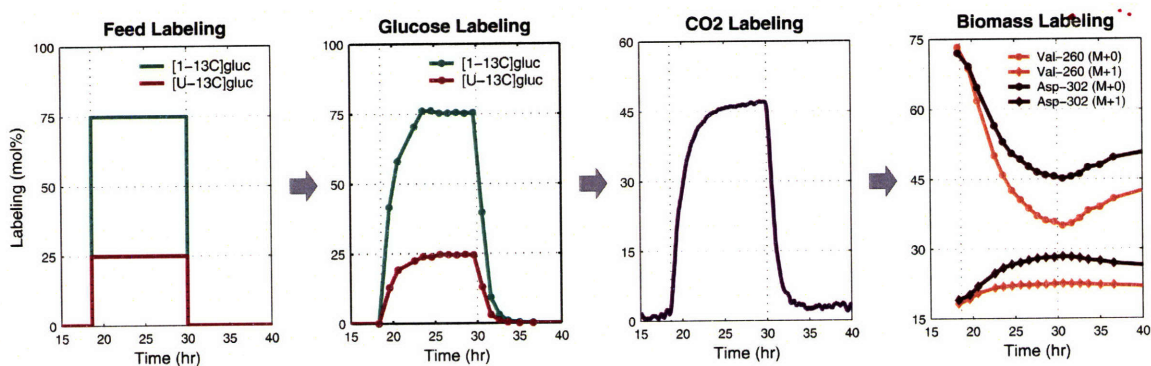 Feed Labeling
Labeling (mol%)
100
75
50
25
0
[1-13C]gluc
[U-13C]gluc
15 20 25 30 35 40
Time (hr)
Glucose Labeling
100
75
50
25
0
[1-13C]gluc
[U-13C]gluc
15 20 25 30 35 40
Time (hr)
CO2 Labeling
60
45
30
15
0
15 20 25 30 35 40
Time (hr)
Biomass Labeling
75
60
45
30
15
Val-260 (M+0)
Val-260 (M+1)
Asp-302 (M+0)
Asp-302 (M+1)
15 20 25 30 35 40
Time (hr)